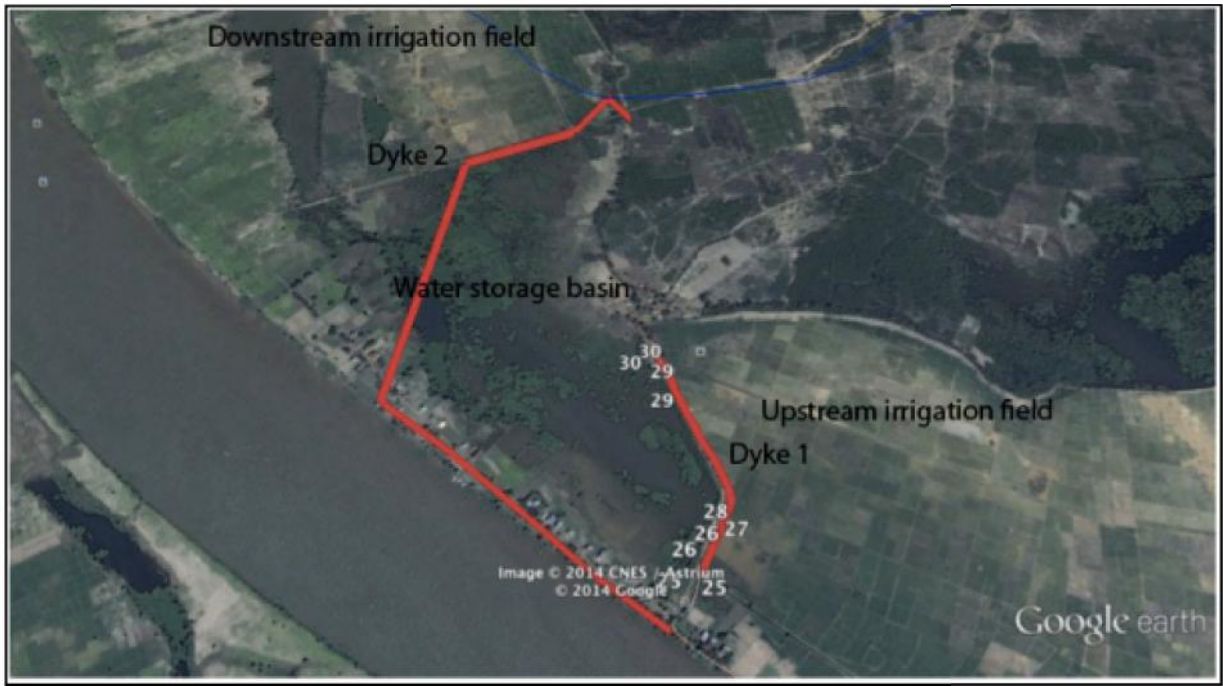 Downstream irrigation field
Dyke 2
Water storage basin
30
30
29
29
Upstream irrigation field
Dyke 1
28
27
26
26
Image © 2014 CNES / Astrium
25
25
© 2014 Google
Google earth